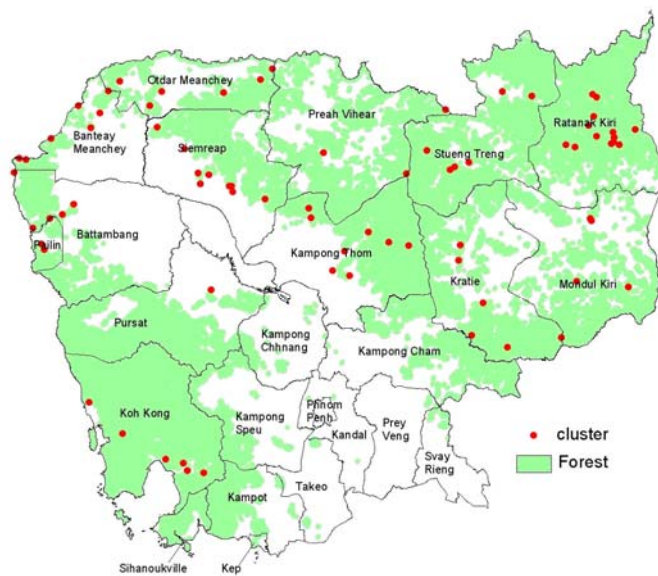 Otdar Meanchey
Preah Vihear
Ratanak Kiri
Banteay
Meanchey
Siemreap
Stueng Treng
Battambang
Pailin
Kampong Thom
Kratie
Mondul Kiri
Pursat
Kampong
Chhnang
Kampong Cham
Koh Kong
Kampong
Speu
Phnom
Penh
Kandal
Prey
Veng
Svay
Rieng
cluster
Forest
Takeo
Kampot
Sihanoukville
Kep